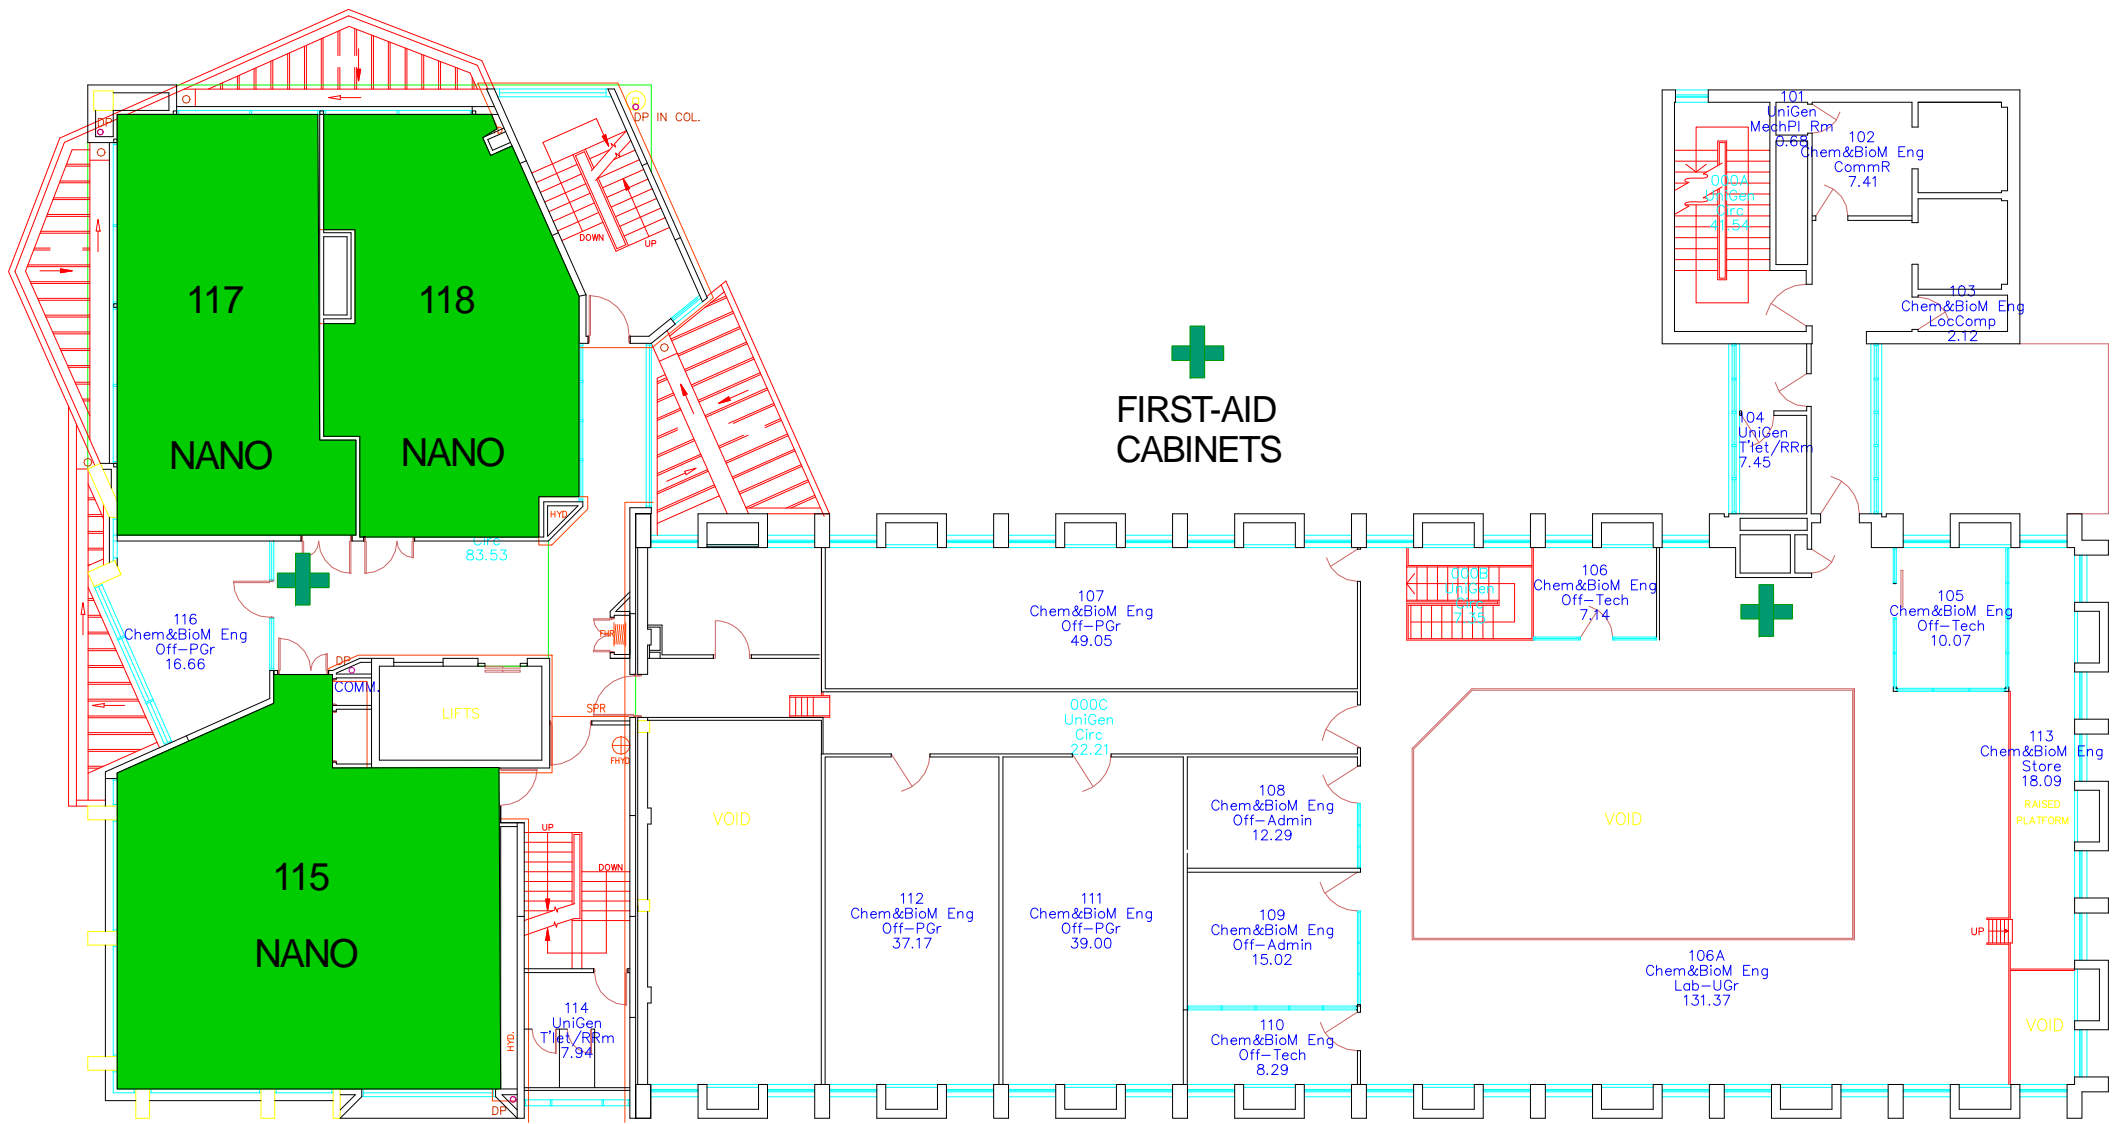 DP
DP IN COL.
117
NANO
118
NANO
DOWN
UP
101
UniGen
MechPl Rm
0.68
102
Chem&BioM Eng
CommR
7.41
000A
UniGen
Circ
41.54
103
Chem&BioM Eng
LocComp
2.12
FIRST-AID
CABINETS
104
UniGen
T'let/RRm
7.45
HYD.
Circ
83.53
116
Chem&BioM Eng
Off-PGr
16.66
FHR
107
Chem&BioM Eng
Off-PGr
49.05
000B
UniGen
Circ
7.35
106
Chem&BioM Eng
Off-Tech
7.14
105
Chem&BioM Eng
Off-Tech
10.07
DP
COMM.
LIFTS
SPR
FHYD
000C
UniGen
Circ
22.21
113
Chem&BioM Eng
Store
18.09
RAISED
PLATFORM
VOID
108
Chem&BioM Eng
Off-Admin
12.29
VOID
115
NANO
UP
DOWN
112
Chem&BioM Eng
Off-PGr
37.17
111
Chem&BioM Eng
Off-PGr
39.00
109
Chem&BioM Eng
Off-Admin
15.02
UP
106A
Chem&BioM Eng
Lab-UGr
131.37
114
UniGen
T'let/RRm
7.94
HYD.
110
Chem&BioM Eng
Off-Tech
8.29
VOID
DP